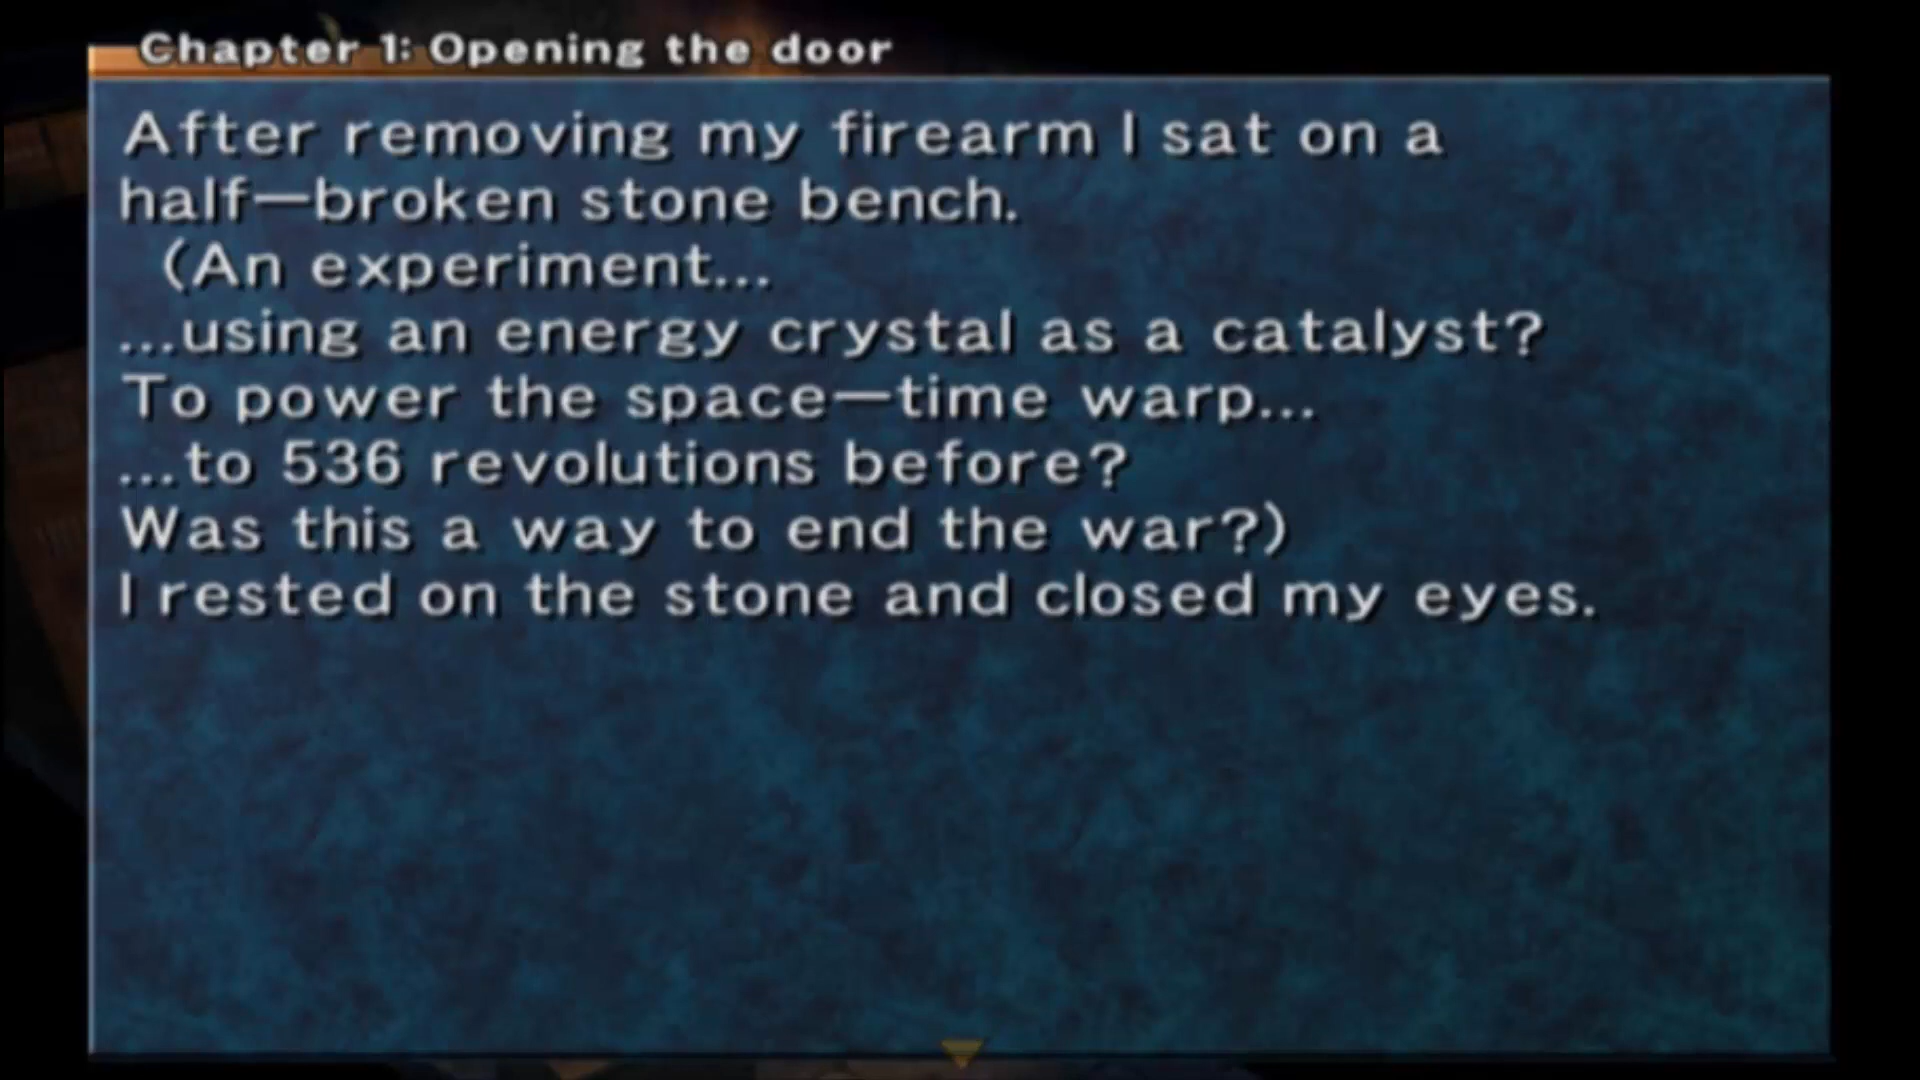 Chapter 1: Opening the door
After removing my firearm I sat on a
half—broken stone bench.
(An experiment...
...using an energy crystal as a catalyst?
To power the space—time warp...
...to 536 revolutions before?
Was this a way to end the war?)
I rested on the stone and closed my eyes.